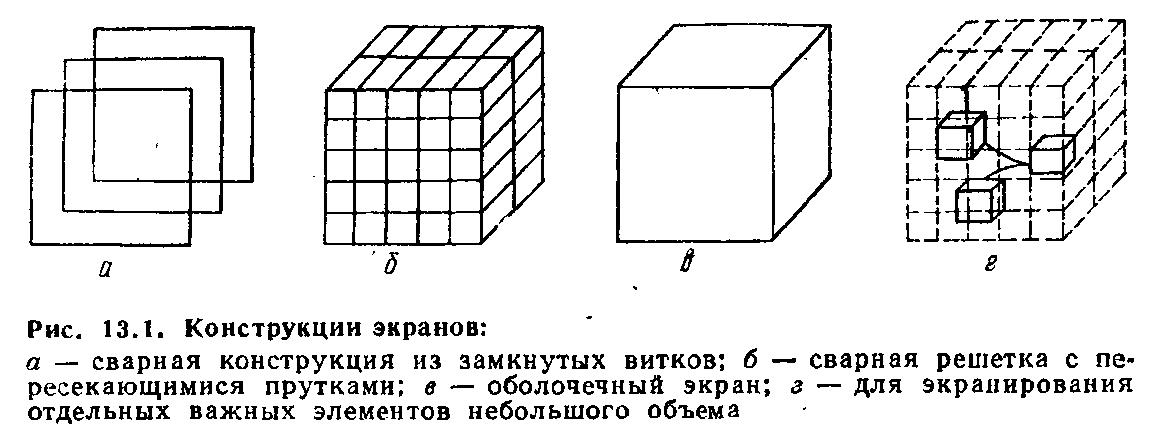 а б в г
Рис. 13.1. Конструкции экранов:
а — сварная конструкция из замкнутых витков; б — сварная решетка с пе-
ресекающимися прутками; в — оболочечный экран; г — для экранирования
отдельных важных элементов небольшого объема